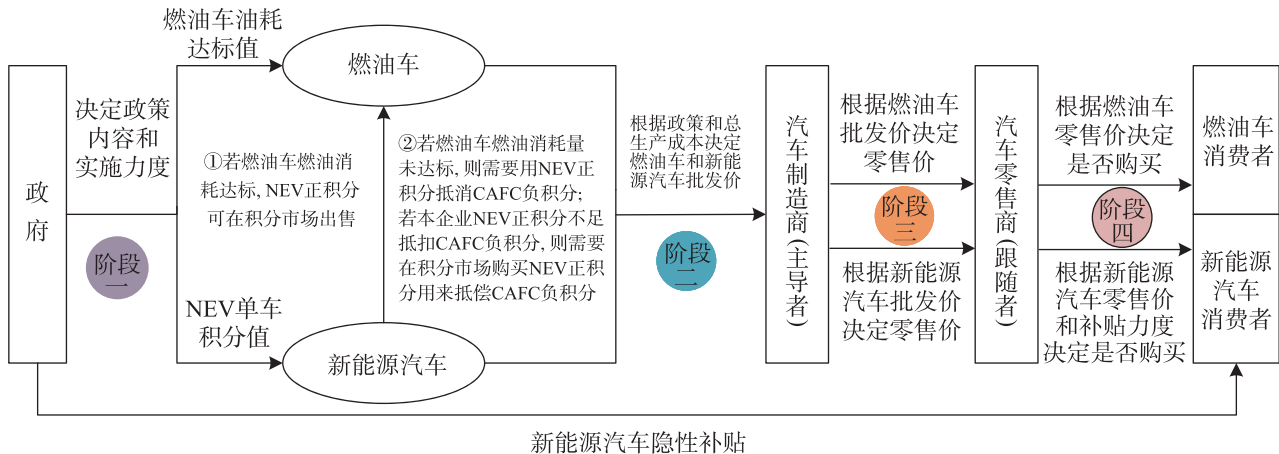 政府
决定政策
内容和
实施力度
阶段
一
燃油车油耗
达标值
燃油车
①若燃油车燃油消
耗达标, NEV正积分
可在积分市场出售
②若燃油车燃油消耗量
未达标, 则需要用NEV正
积分抵消CAFC负积分;
若本企业NEV正积分不足
抵扣CAFC负积分, 则需要
在积分市场购买NEV正积
分用来抵偿CAFC负积分
NEV单车
积分值
新能源汽车
根据政策和总
生产成本决定
燃油车和新能
源汽车批发价
阶段
二
汽车制造商(主导者)
根据燃油车
批发价决定
零售价
阶段
三
根据新能源
汽车批发价
决定零售价
汽车零售商(跟随者)
根据燃油车
零售价决定
是否购买
阶段
四
根据新能源
汽车零售价
和补贴力度
决定是否购买
燃油车
消费者
新能源
汽车
消费者
新能源汽车隐性补贴